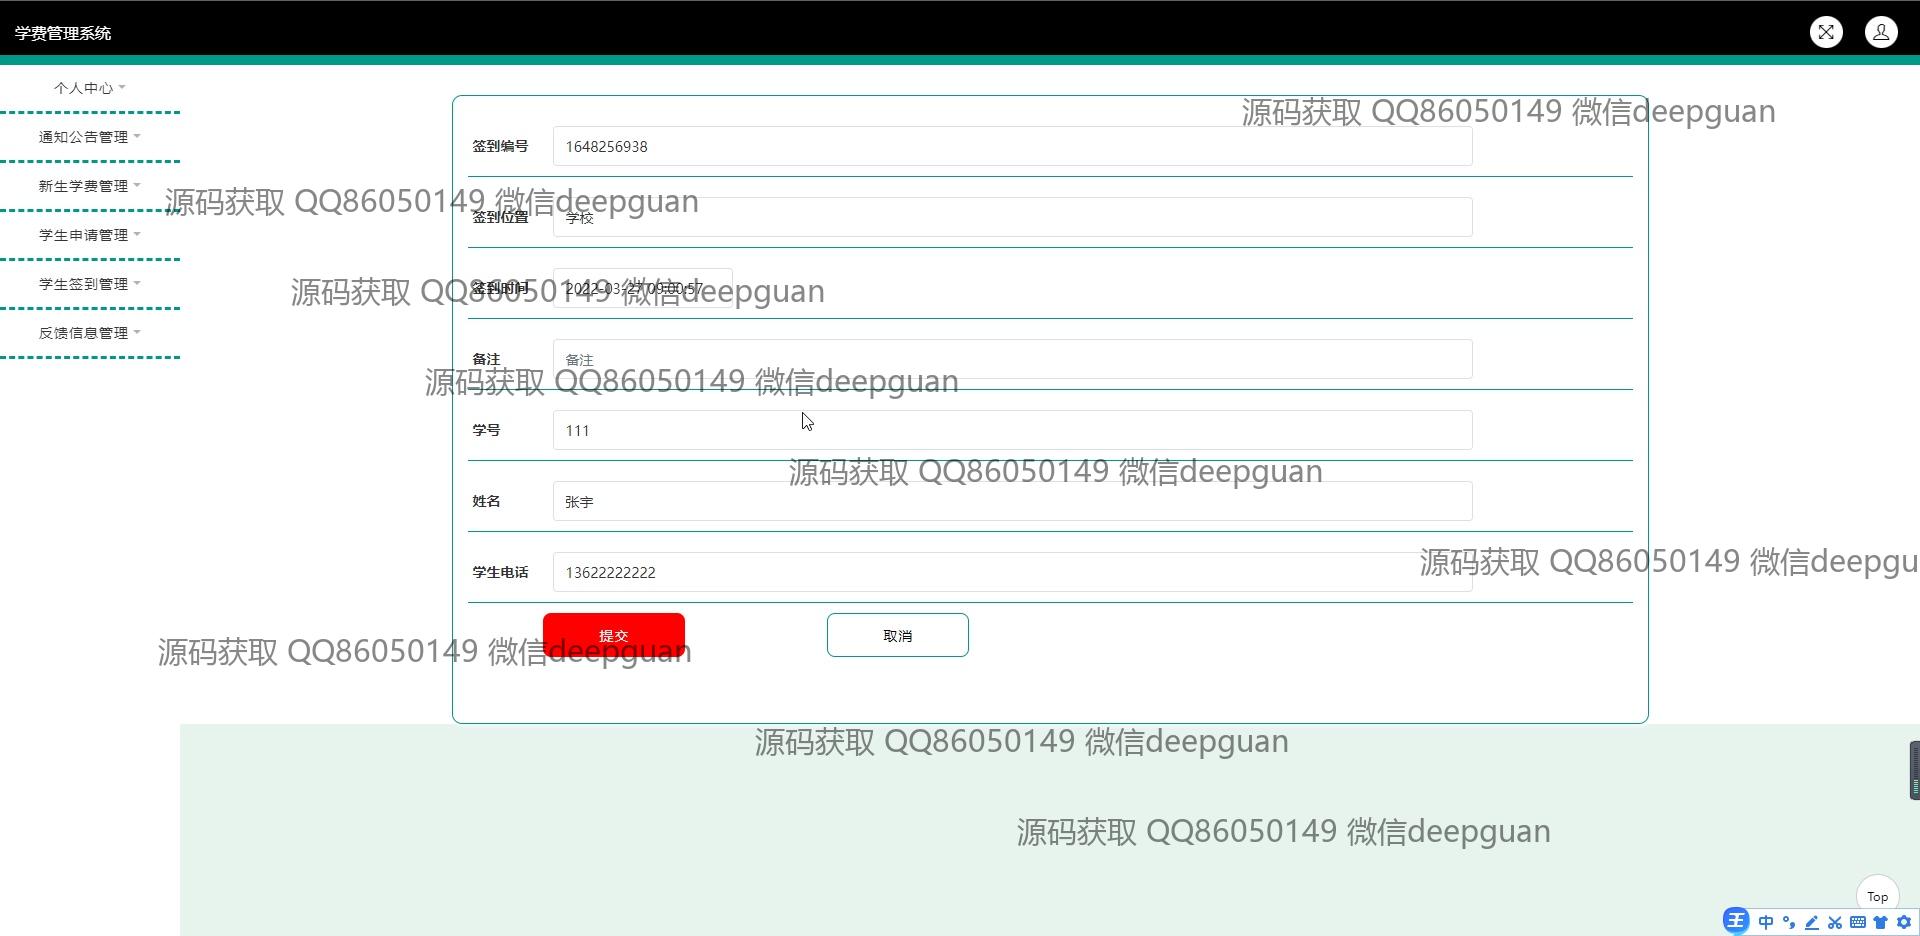 学费管理系统
个人中心
通知公告管理
新生学费管理
学生申请管理
学生签到管理
反馈信息管理
源码获取 QQ86050149 微信deepguan
签到编号 1648256938
源码获取 QQ86050149 微信deepguan
签到位置 学校
源码获取 QQ86050149 微信deepguan
签到时间 2022-03-27 09:00:57
备注 备注
源码获取 QQ86050149 微信deepguan
学号 111
源码获取 QQ86050149 微信deepguan
姓名 张宇
源码获取 QQ86050149 微信deepgu
学生电话 13622222222
提交 取消
源码获取 QQ86050149 微信deepguan
源码获取 QQ86050149 微信deepguan
源码获取 QQ86050149 微信deepguan
Top
王 中